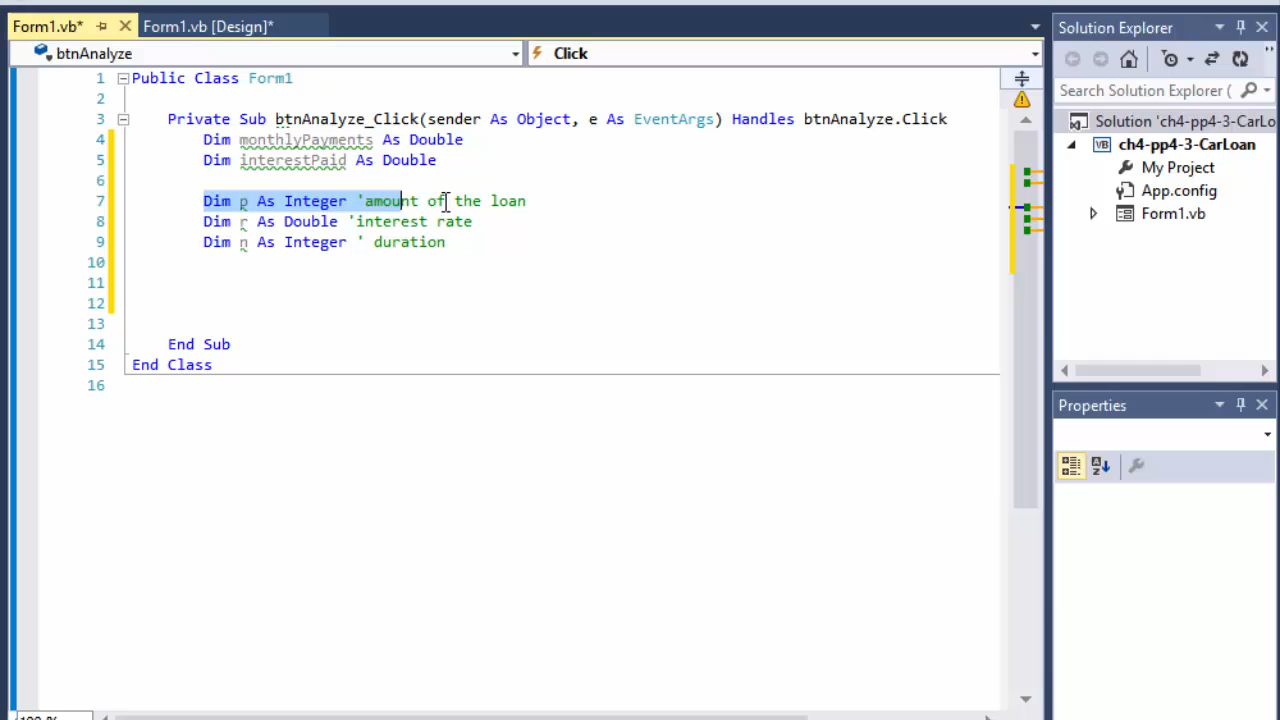 Form1.vb*
Form1.vb [Design]*
btnAnalyze
Click
1 Public Class Form1
2
3 Private Sub btnAnalyze_Click(sender As Object, e As EventArgs) Handles btnAnalyze.Click
4 Dim monthlyPayments As Double
5 Dim interestPaid As Double
6
7 Dim p As Integer 'amount of the loan
8 Dim r As Double 'interest rate
9 Dim n As Integer ' duration
10
11
12
13
14 End Sub
15 End Class
16
Solution Explorer
Search Solution Explorer (
Solution 'ch4-pp4-3-CarLo
VB ch4-pp4-3-CarLoan
My Project
App.config
Form1.vb
Properties